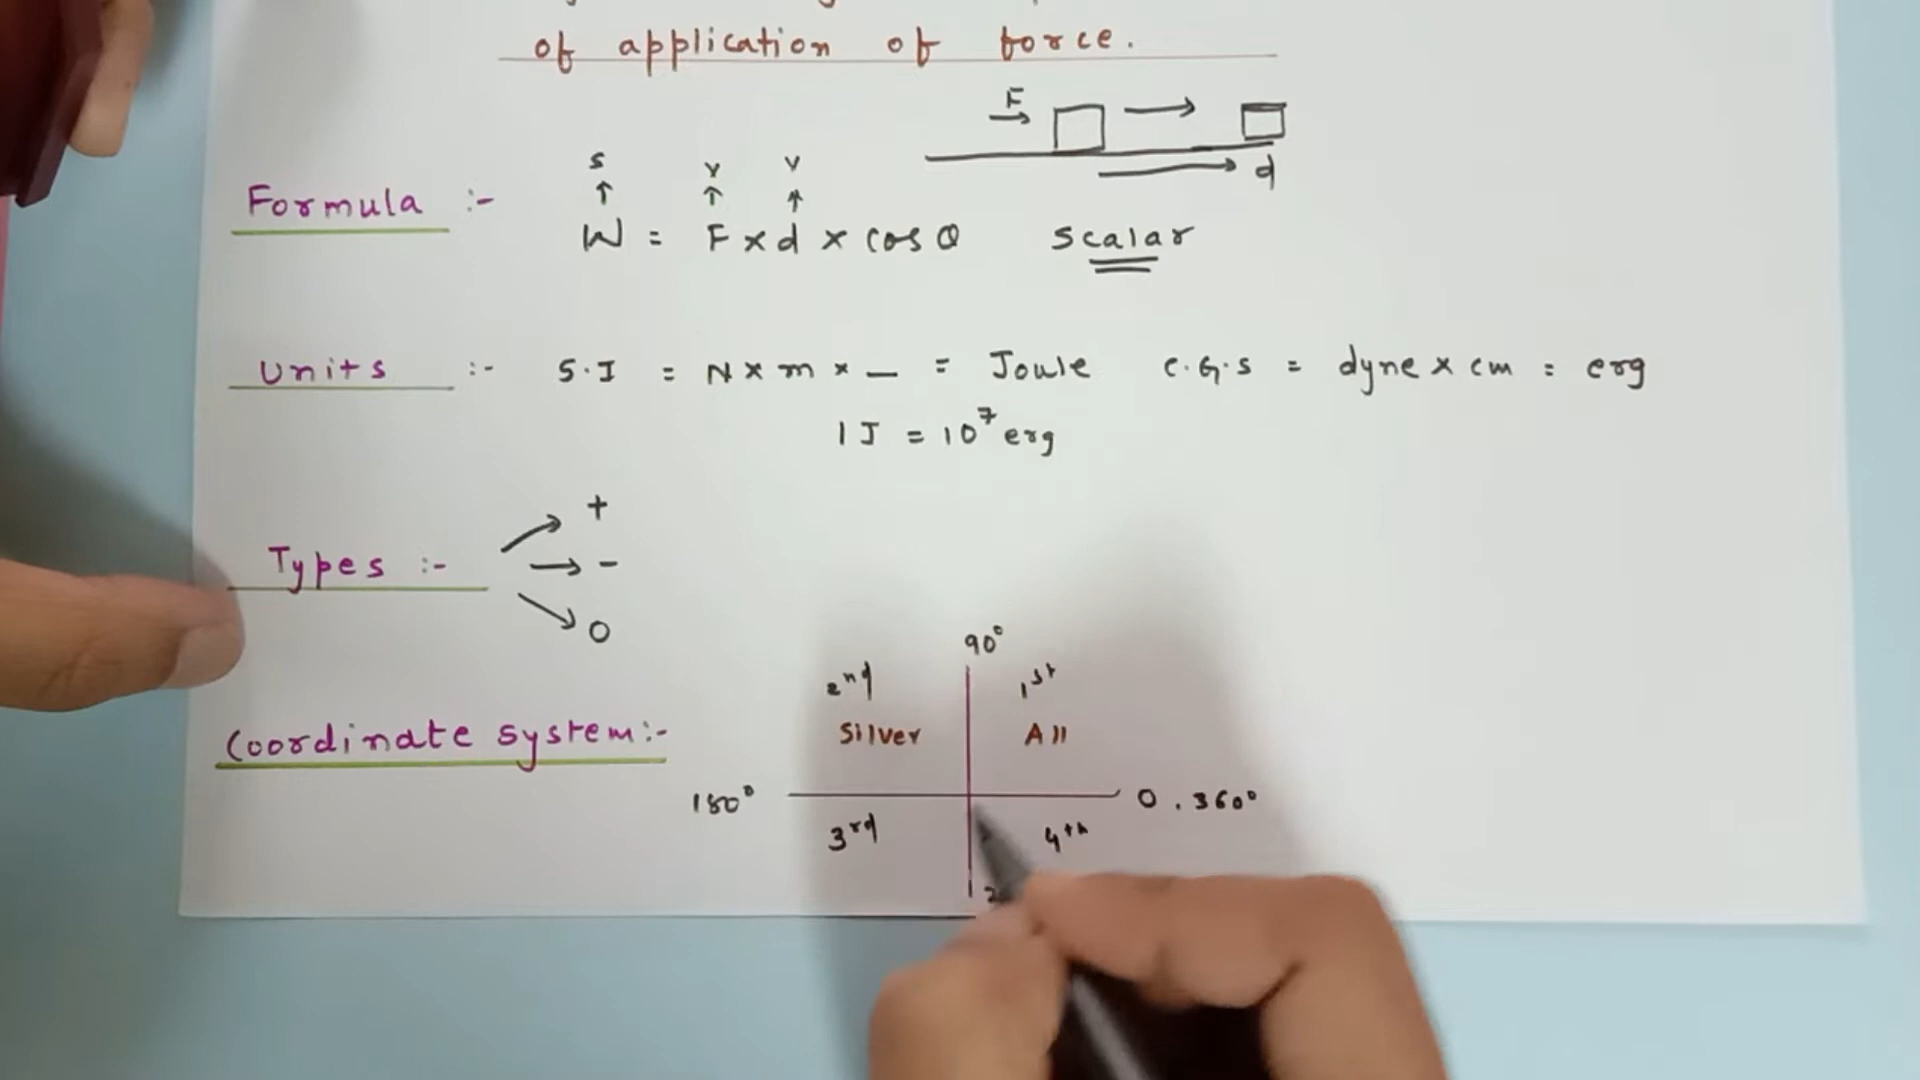 of application of force.
F
d
S V V
Formula :-
W = F x d x cos θ scalar
Units :- S.I = N x m x _ = Joule C.G.S = dyne x cm = erg
1 J = 10⁷ erg
+
Types :- -
0
90°
2nd 1st
Silver All
Coordinate system:-
180° 0 . 360°
3rd 4th